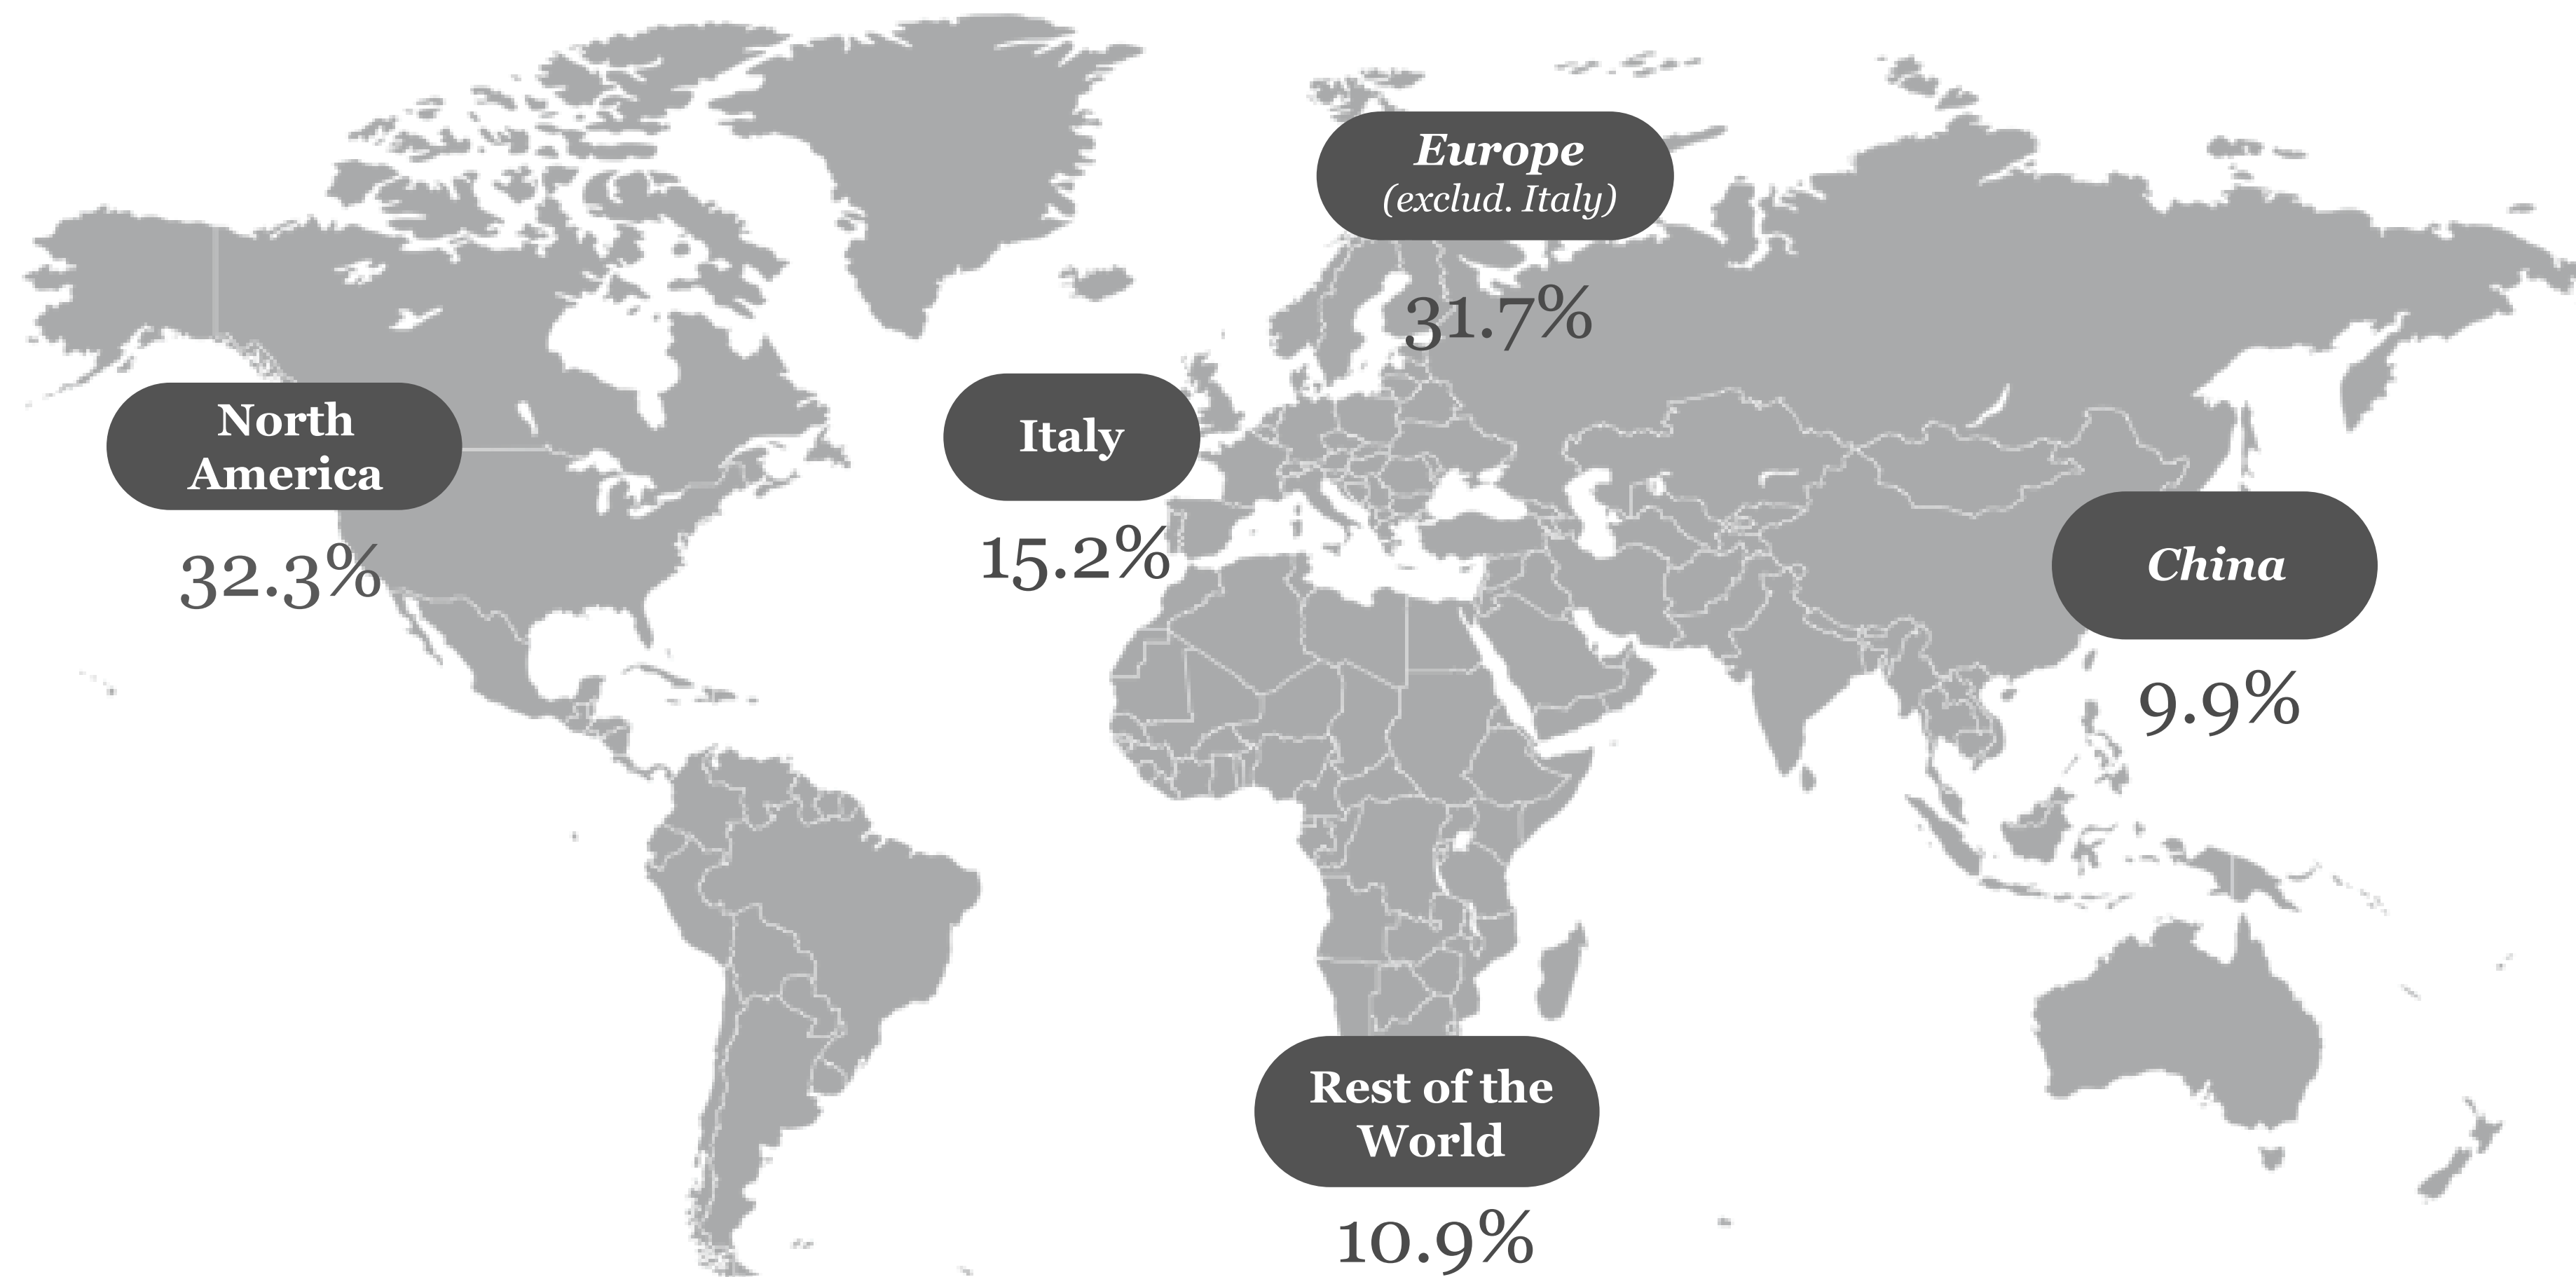 Europe
(exclud. Italy)
31.7%
North
America
32.3%
Italy
15.2%
China
9.9%
Rest of the
World
10.9%